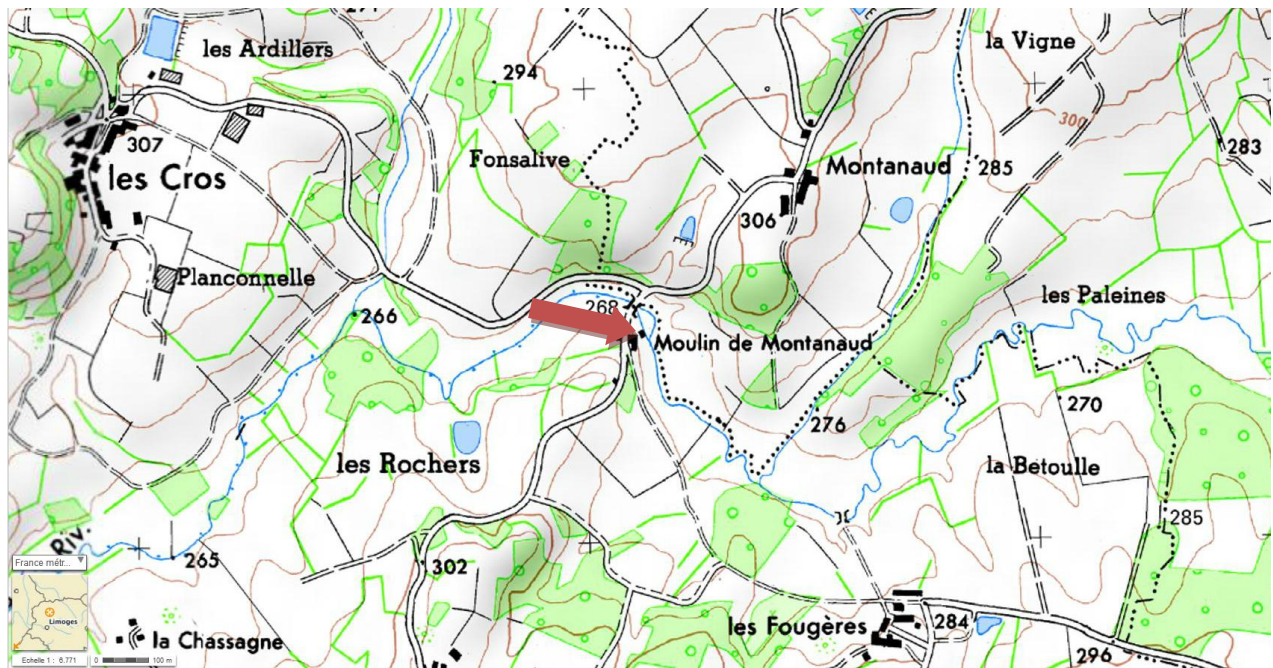 les Ardillers
294
la Vigne
300
307
les Cros
Fonsalive
Montanaud
285
283
306
Planconnelle
266
268
les Paleines
Moulin de Montanaud
270
276
les Rochers
la Betoulle
285
Riv.
265
302
France métr...
Limoges
la Chassagne
les Fougères
284
296
Echelle 1 : 6.771
0 100 m